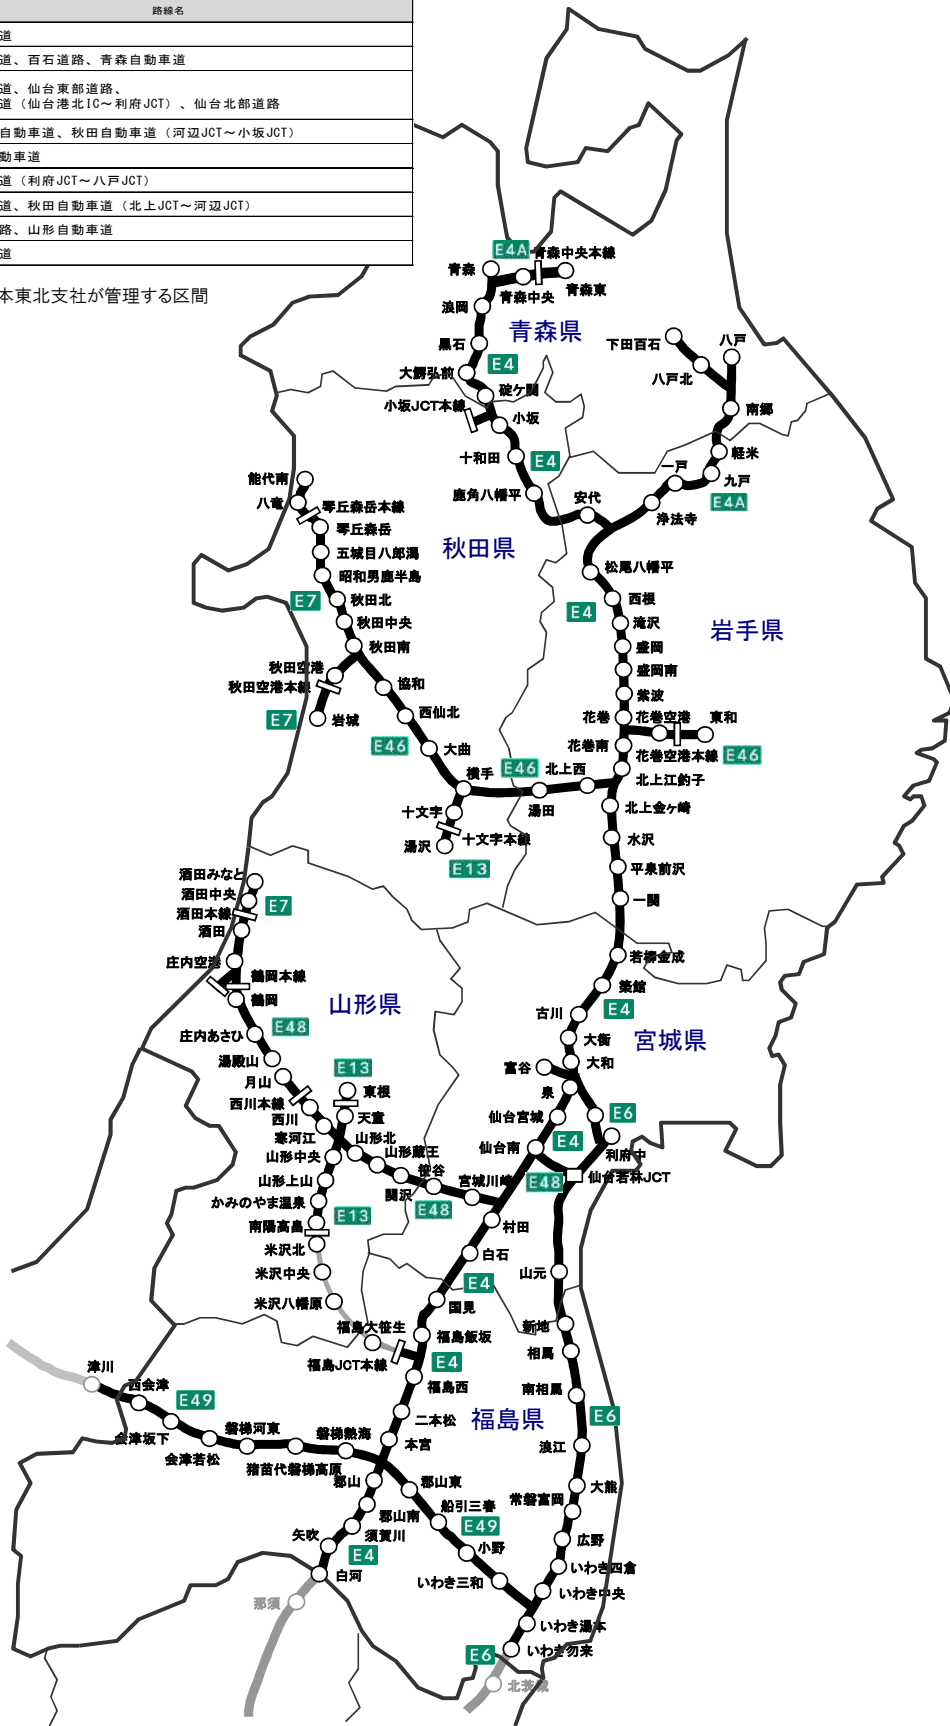 路線名
道
道、百石道路、青森自動車道
道、仙台東部道路、
道（仙台港北IC～利府JCT）、仙台北部道路
自動車道、秋田自動車道（河辺JCT～小坂JCT）
動車道
道（利府JCT～八戸JCT）
道、秋田自動車道（北上JCT～河辺JCT）
路、山形自動車道
道
本東北支社が管理する区間
E4A
青森中央本線
青森
青森中央
青森東
浪岡
青森県
黒石
下田百石
八戸
E4
大鰐弘前
八戸北
碇ケ関
小坂JCT本線
小坂
南郷
十和田
E4
軽米
一戸
九戸
能代南
鹿角八幡平
安代
E4A
八竜
琴丘森岳本線
浄法寺
琴丘森岳
秋田県
五城目八郎潟
昭和男鹿半島
松尾八幡平
E7
秋田北
西根
E4
秋田中央
滝沢
岩手県
秋田南
盛岡
秋田空港
盛岡南
秋田空港本線
協和
紫波
E7
岩城
西仙北
花巻
花巻空港
東和
E46
大曲
花巻南
花巻空港本線
E46
横手
E46
北上西
北上江釣子
十文字
湯田
北上金ヶ崎
湯沢
十文字本線
水沢
E13
平泉前沢
酒田みなと
酒田中央
E7
一関
酒田本線
酒田
庄内空港
若柳金成
鶴岡本線
築館
鶴岡
山形県
古川
E4
庄内あさひ
E48
大衡
宮城県
湯殿山
大和
月山
E13
富谷
東根
泉
西川本線
西川
天童
仙台宮城
E6
寒河江
山形北
仙台南
E4
山形中央
山形蔵王
利府中
山形上山
笹谷
宮城川崎
E48
仙台若林JCT
かみのやま温泉
関沢
E48
南陽高畠
E13
村田
米沢北
白石
米沢中央
山元
E4
米沢八幡原
国見
福島大笹生
新地
福島飯坂
福島JCT本線
E4
相馬
津川
福島西
西会津
E49
南相馬
二本松
福島県
E6
会津坂下
磐梯河東
磐梯熱海
本宮
浪江
会津若松
猪苗代磐梯高原
郡山
郡山東
大熊
船引三春
常磐富岡
郡山南
E49
矢吹
須賀川
広野
E4
小野
白河
いわき四倉
いわき三和
いわき中央
那須
いわき湯本
E6
いわき勿来
北茨城